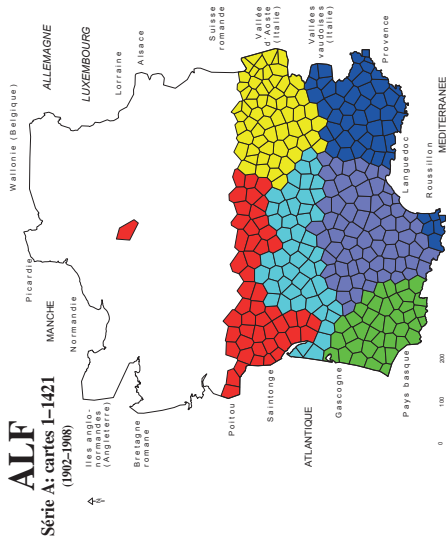 ALF
Série A: cartes 1–1421
(1902–1908)
N
Wallonie (Belgique)
ALLEMAGNE
LUXEMBOURG
Lorraine
Alsace
Picardie
MANCHE
Normandie
Iles anglo-
normandes
(Angleterre)
Bretagne
romane
Suisse
romande
Vallée
d'Aoste
(Italie)
Vallées
vaudoises
(Italie)
Provence
Poitou
Saintonge
ATLANTIQUE
Gascogne
Pays basque
Languedoc
Roussillon
MEDITERRANEE
0 100 200